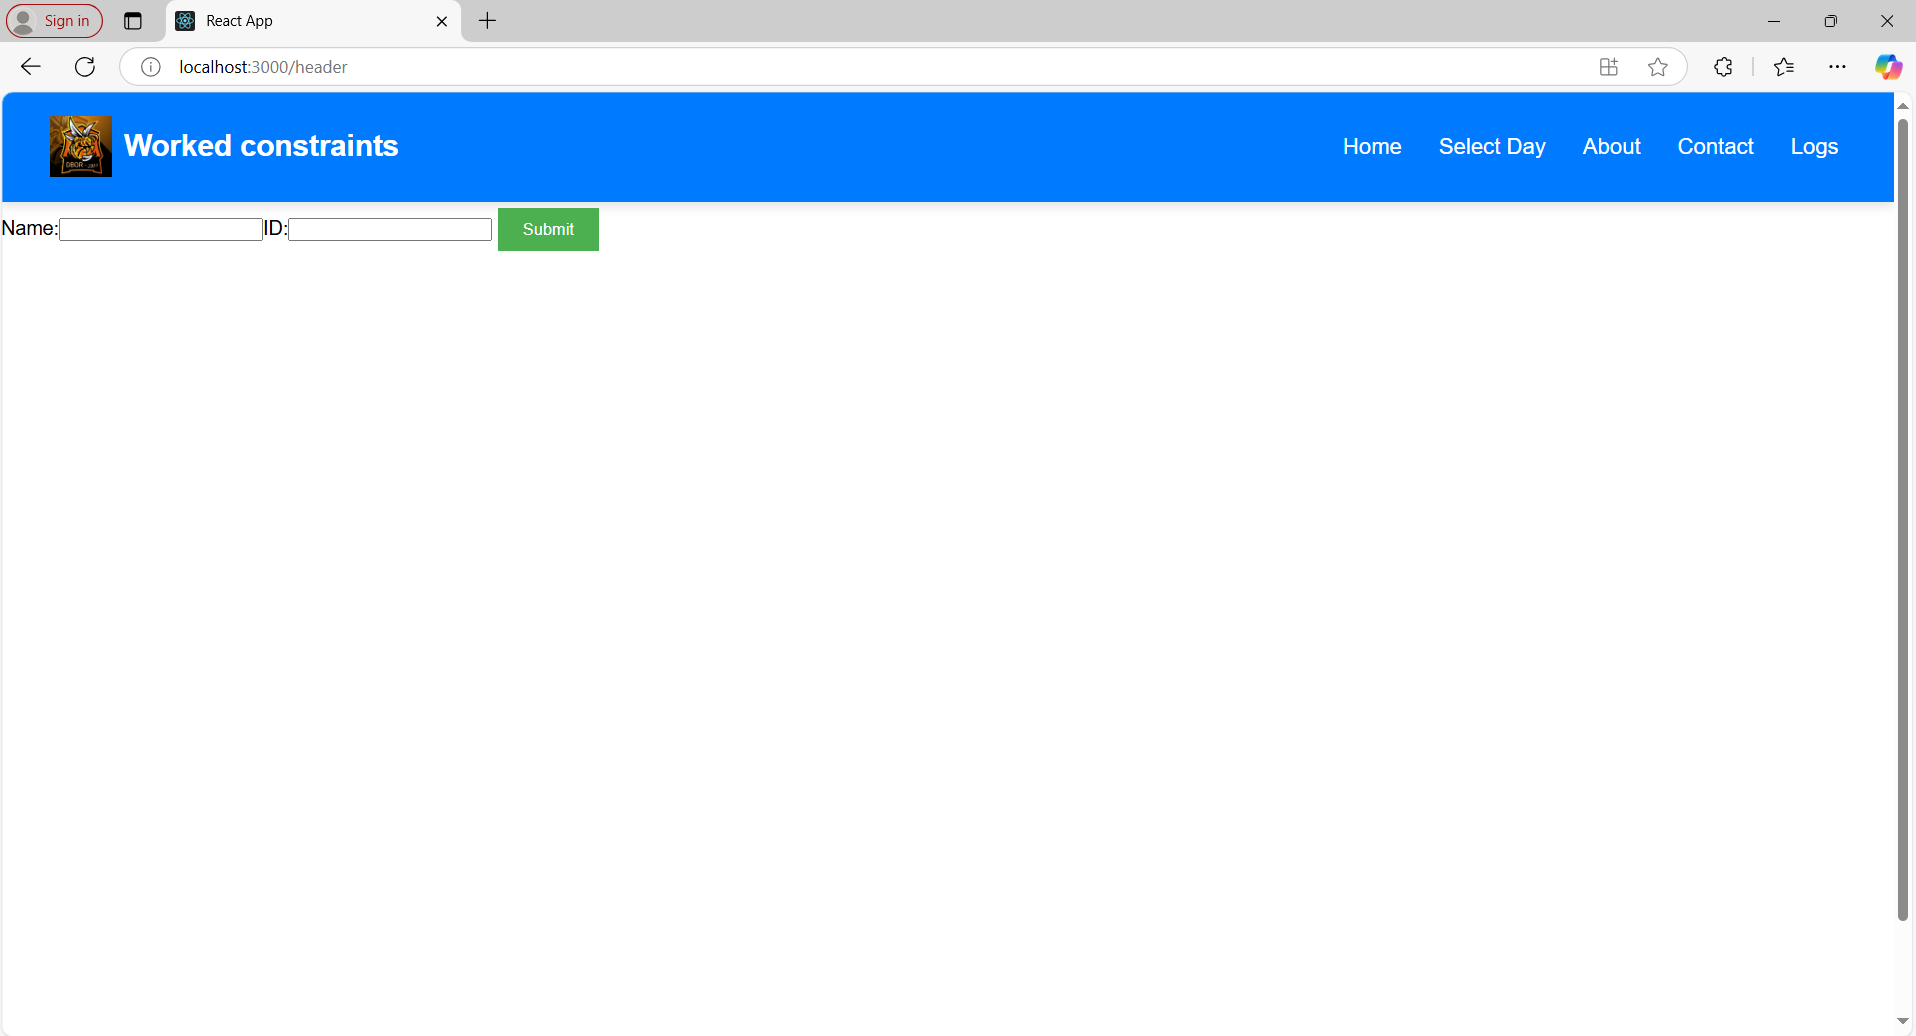 Sign in
React App
localhost:3000/header
Worked constraints
Home Select Day About Contact Logs
Name: ID: Submit